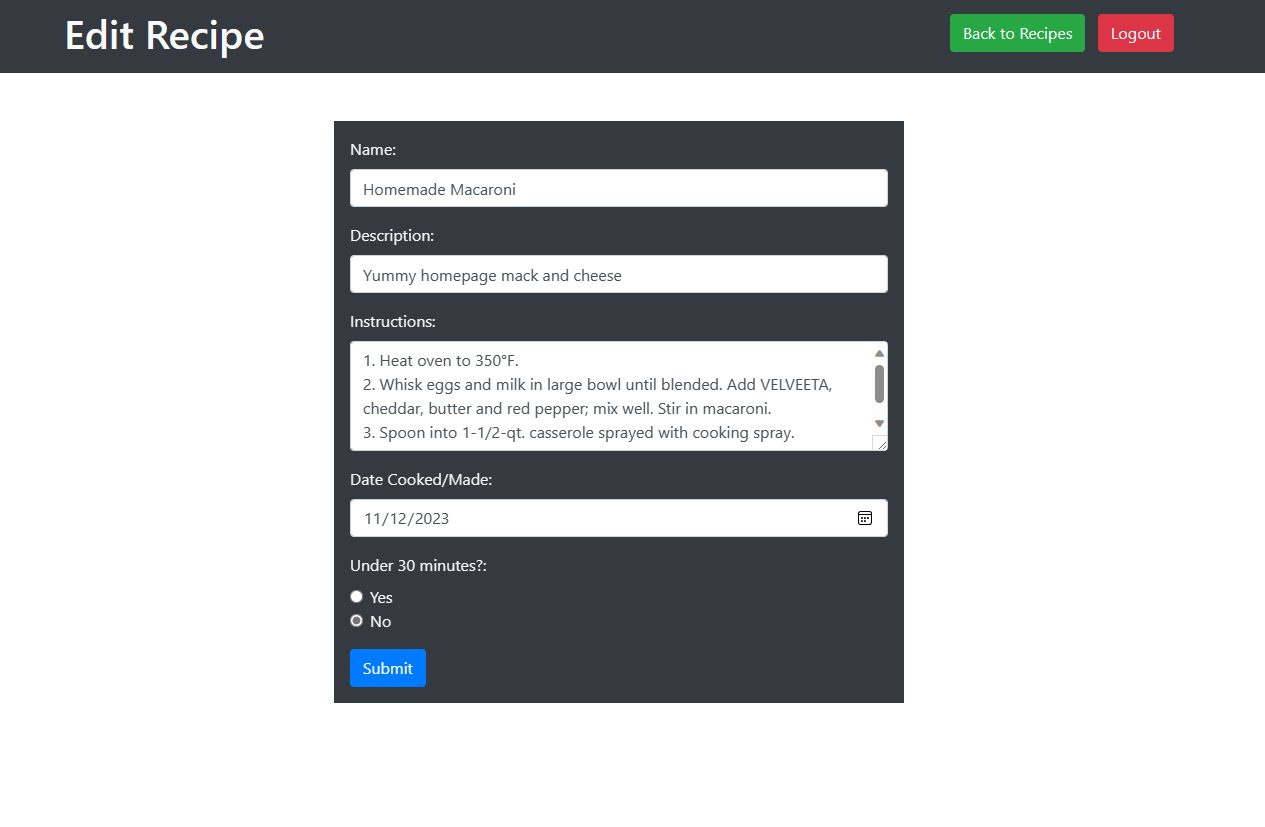 Edit Recipe
Back to Recipes
Logout
Name:
Homemade Macaroni
Description:
Yummy homepage mack and cheese
Instructions:
1. Heat oven to 350°F.
2. Whisk eggs and milk in large bowl until blended. Add VELVEETA,
cheddar, butter and red pepper; mix well. Stir in macaroni.
3. Spoon into 1-1/2-qt. casserole sprayed with cooking spray.
Date Cooked/Made:
11/12/2023
Under 30 minutes?:
Yes
No
Submit